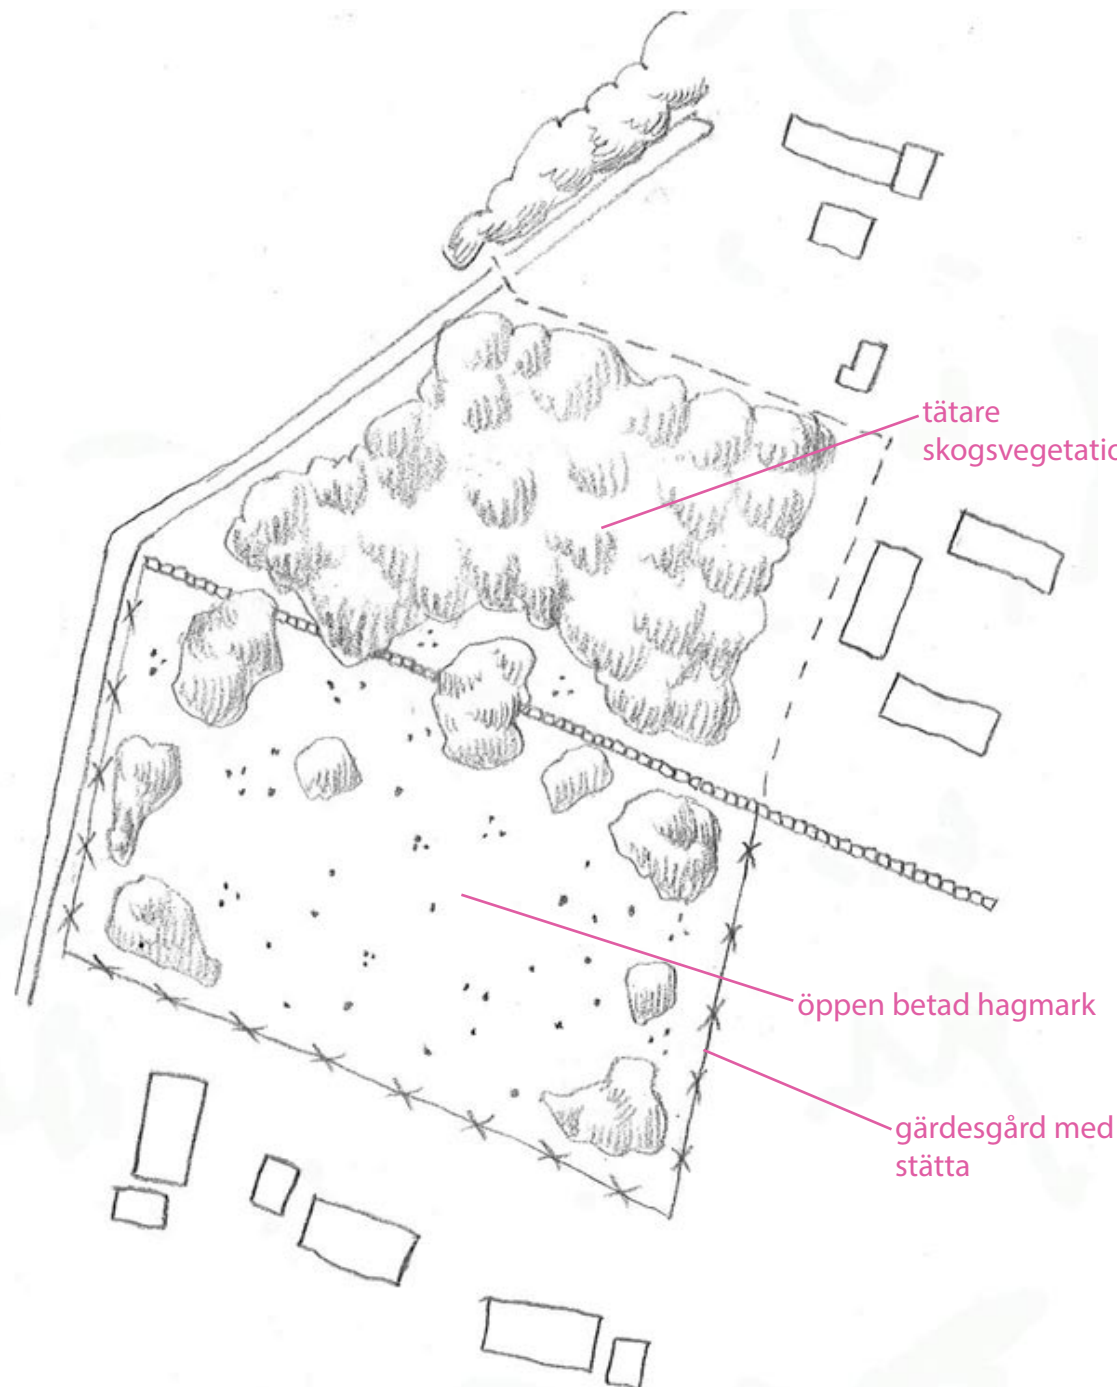 tätare
skogsvegetatio
öppen betad hagmark
gärdesgård med
stätta